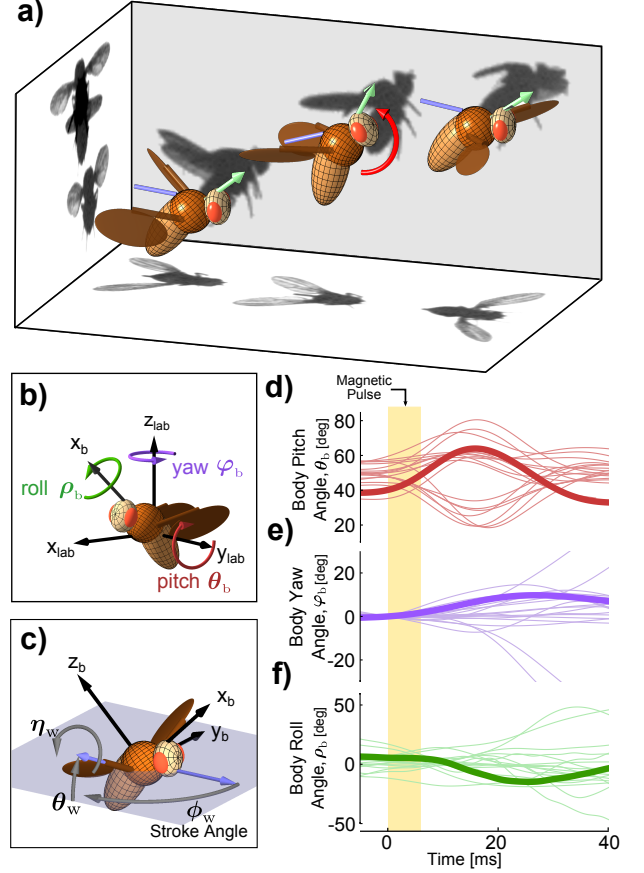 a)
b)
z_lab
x_b
yaw φ_b
roll ρ_b
x_lab
y_lab
pitch θ_b
c)
z_b
x_b
y_b
η_w
θ_w
ϕ_w
Stroke Angle
d)
Magnetic
Pulse
80
60
40
20
Body Pitch
Angle, θ_b [deg]
e)
20
0
-20
Body Yaw
Angle, φ_b [deg]
f)
50
0
-50
Body Roll
Angle, ρ_b [deg]
0
20
40
Time [ms]